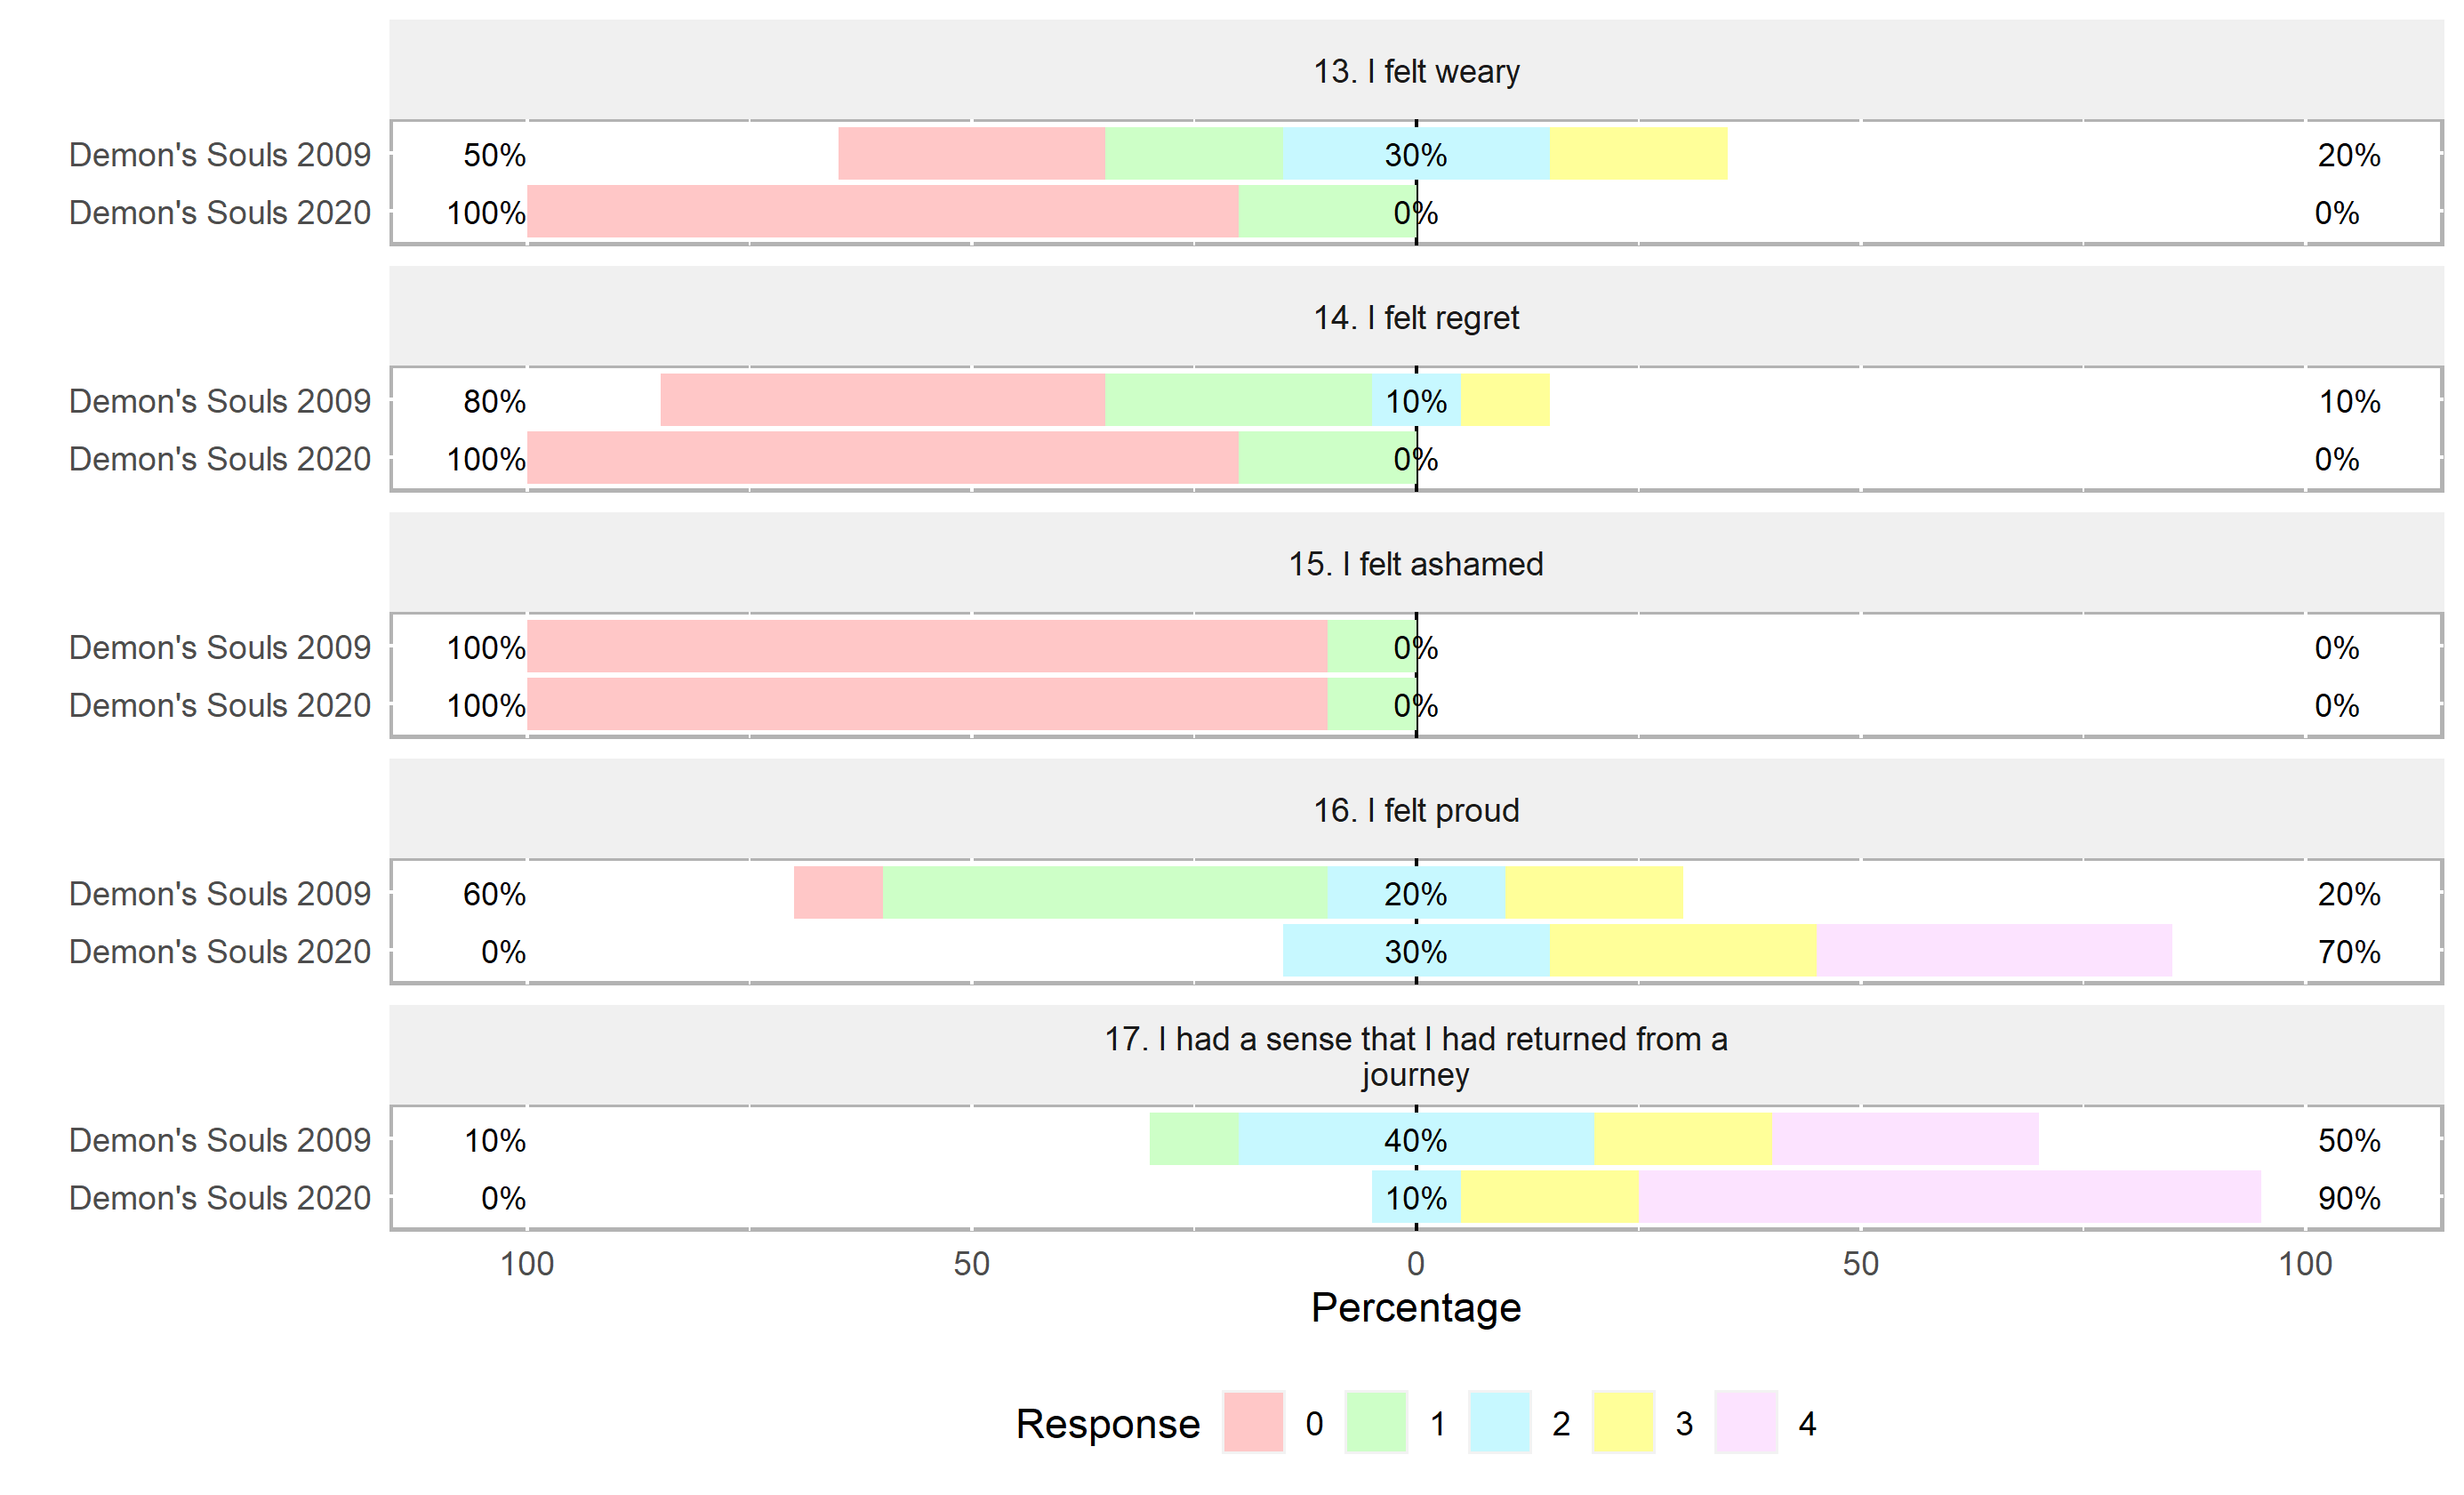 13. I felt weary
Demon's Souls 2009 50% 30% 20%
Demon's Souls 2020 100% 0% 0%
14. I felt regret
Demon's Souls 2009 80% 10% 10%
Demon's Souls 2020 100% 0% 0%
15. I felt ashamed
Demon's Souls 2009 100% 0% 0%
Demon's Souls 2020 100% 0% 0%
16. I felt proud
Demon's Souls 2009 60% 20% 20%
Demon's Souls 2020 0% 30% 70%
17. I had a sense that I had returned from a
journey
Demon's Souls 2009 10% 40% 50%
Demon's Souls 2020 0% 10% 90%
100 50 0 50 100
Percentage
Response 0 1 2 3 4